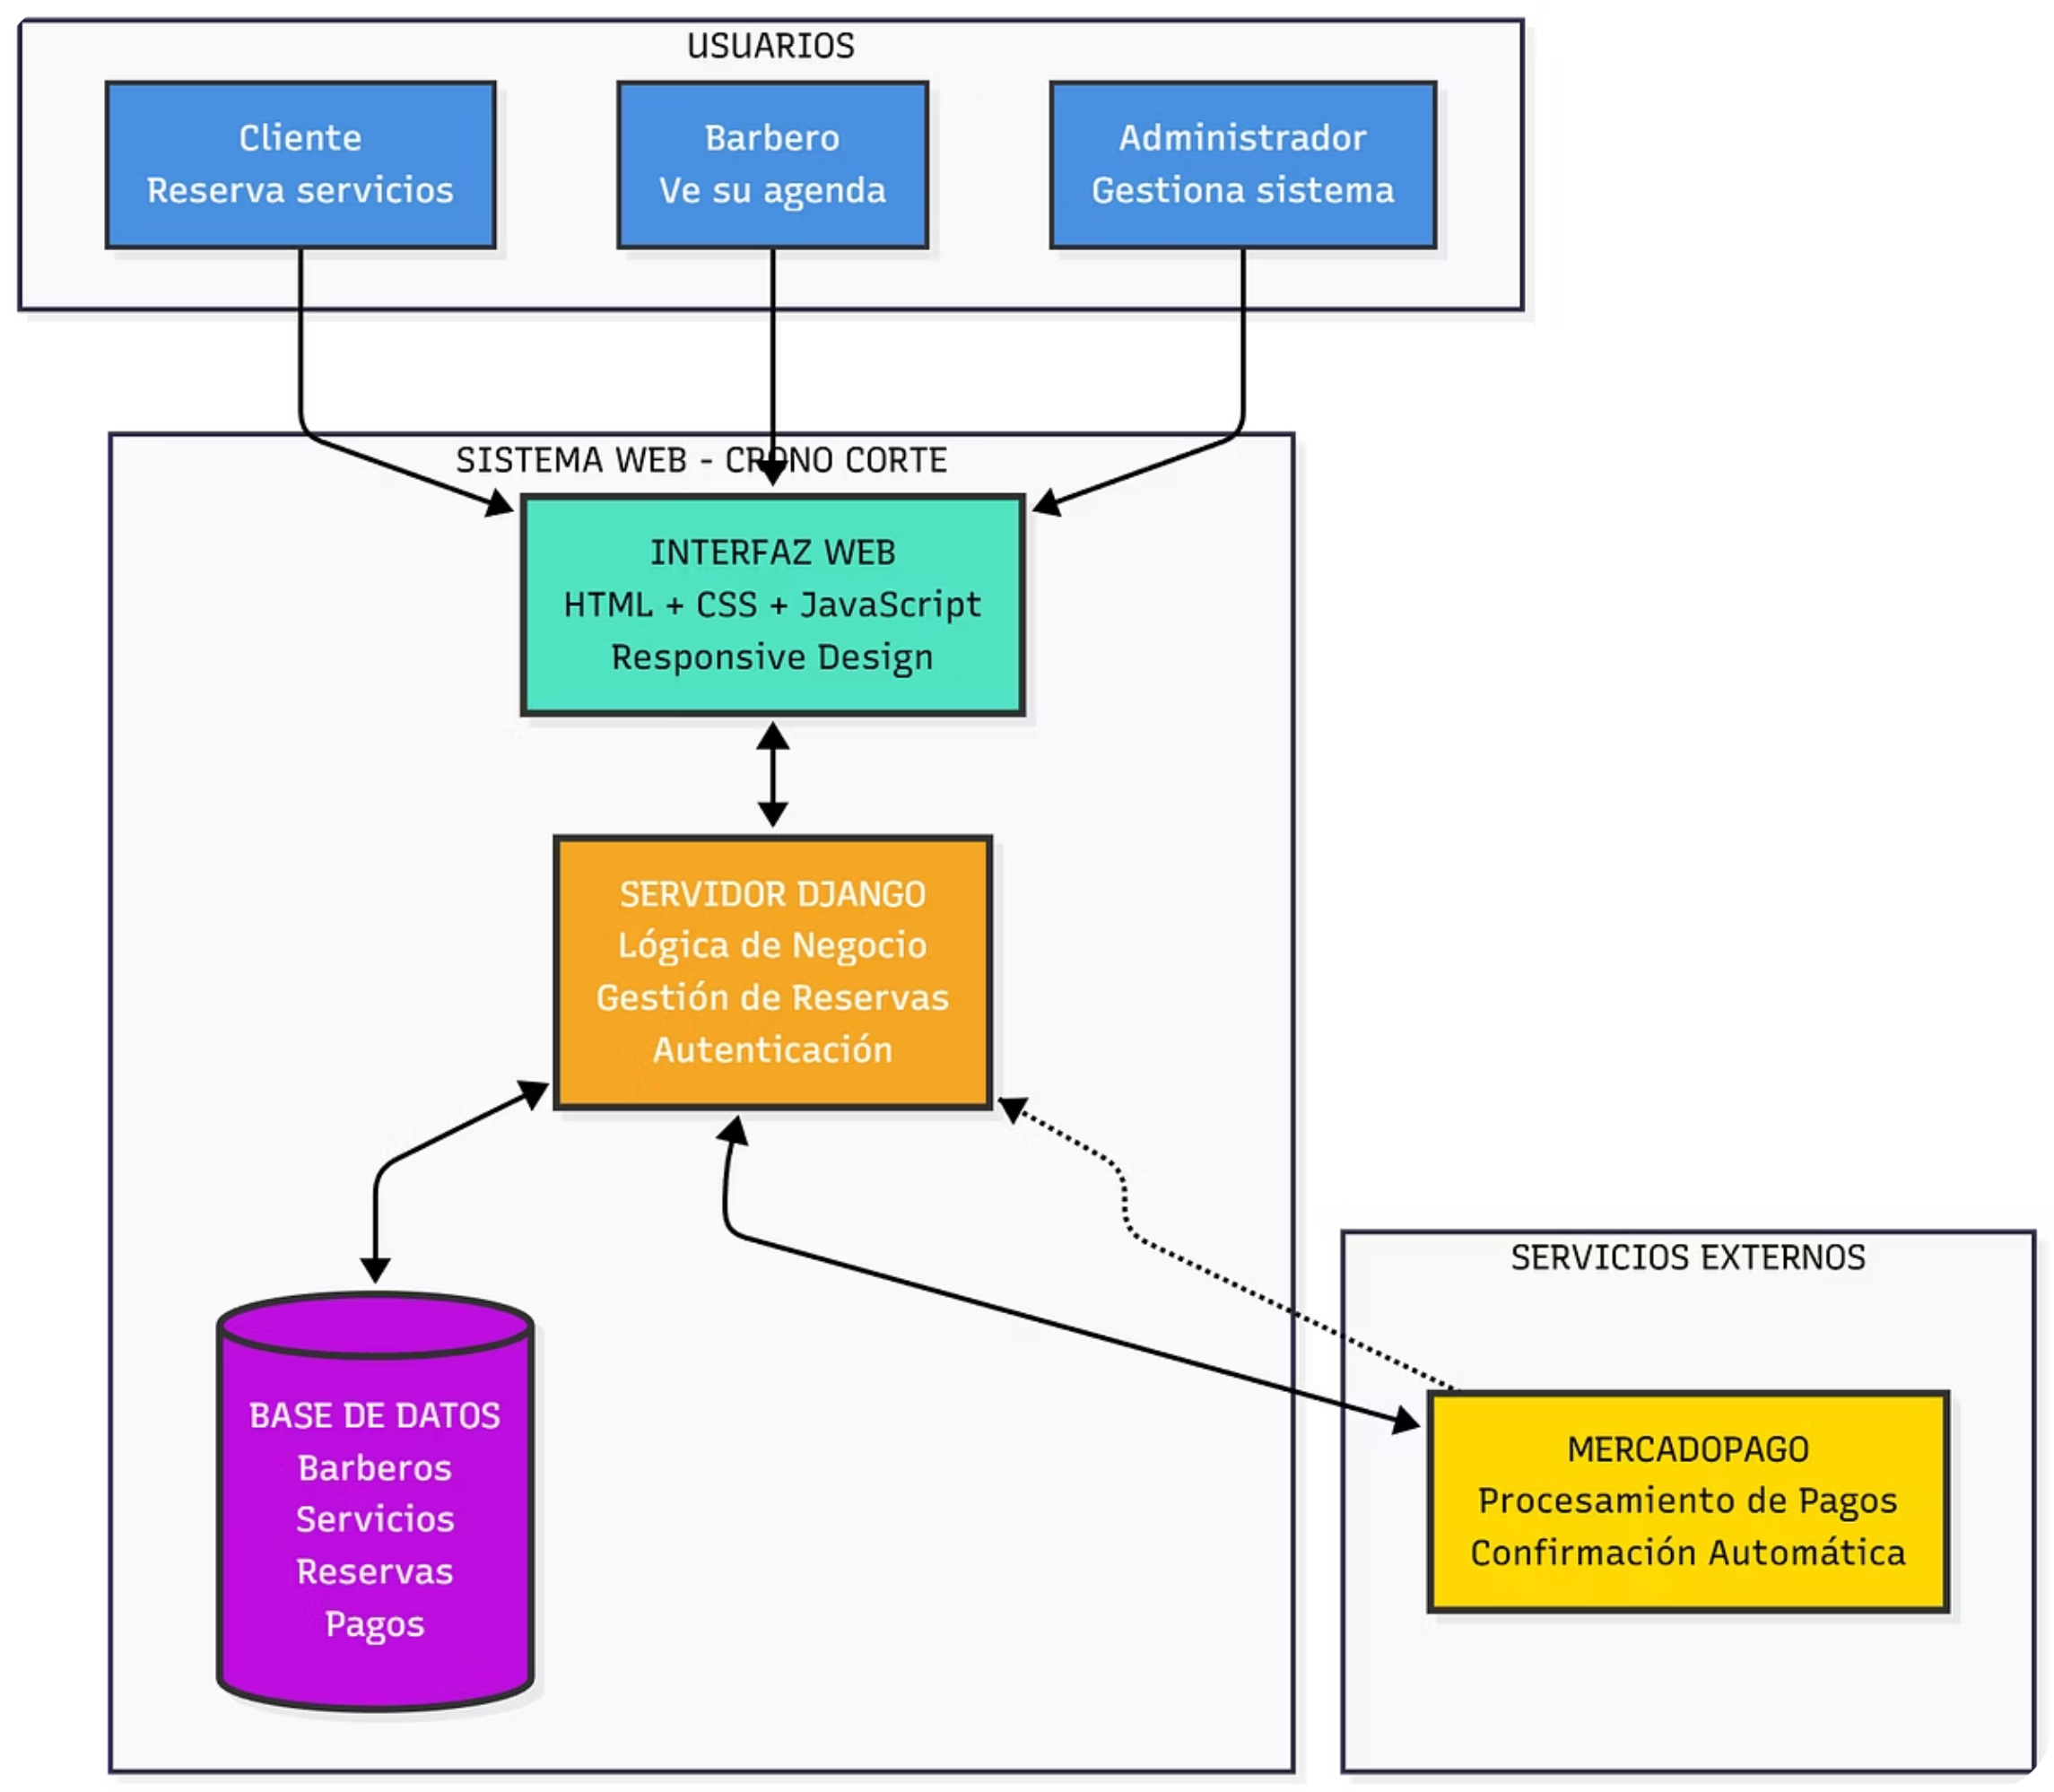 USUARIOS
Cliente
Reserva servicios
Barbero
Ve su agenda
Administrador
Gestiona sistema
SISTEMA WEB - CRONO CORTE
INTERFAZ WEB
HTML + CSS + JavaScript
Responsive Design
SERVIDOR DJANGO
Lógica de Negocio
Gestión de Reservas
Autenticación
BASE DE DATOS
Barberos
Servicios
Reservas
Pagos
SERVICIOS EXTERNOS
MERCADOPAGO
Procesamiento de Pagos
Confirmación Automática